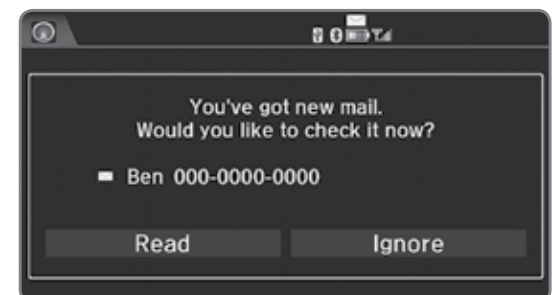 You've got new mail.
Would you like to check it now?
Ben 000-0000-0000
Read Ignore